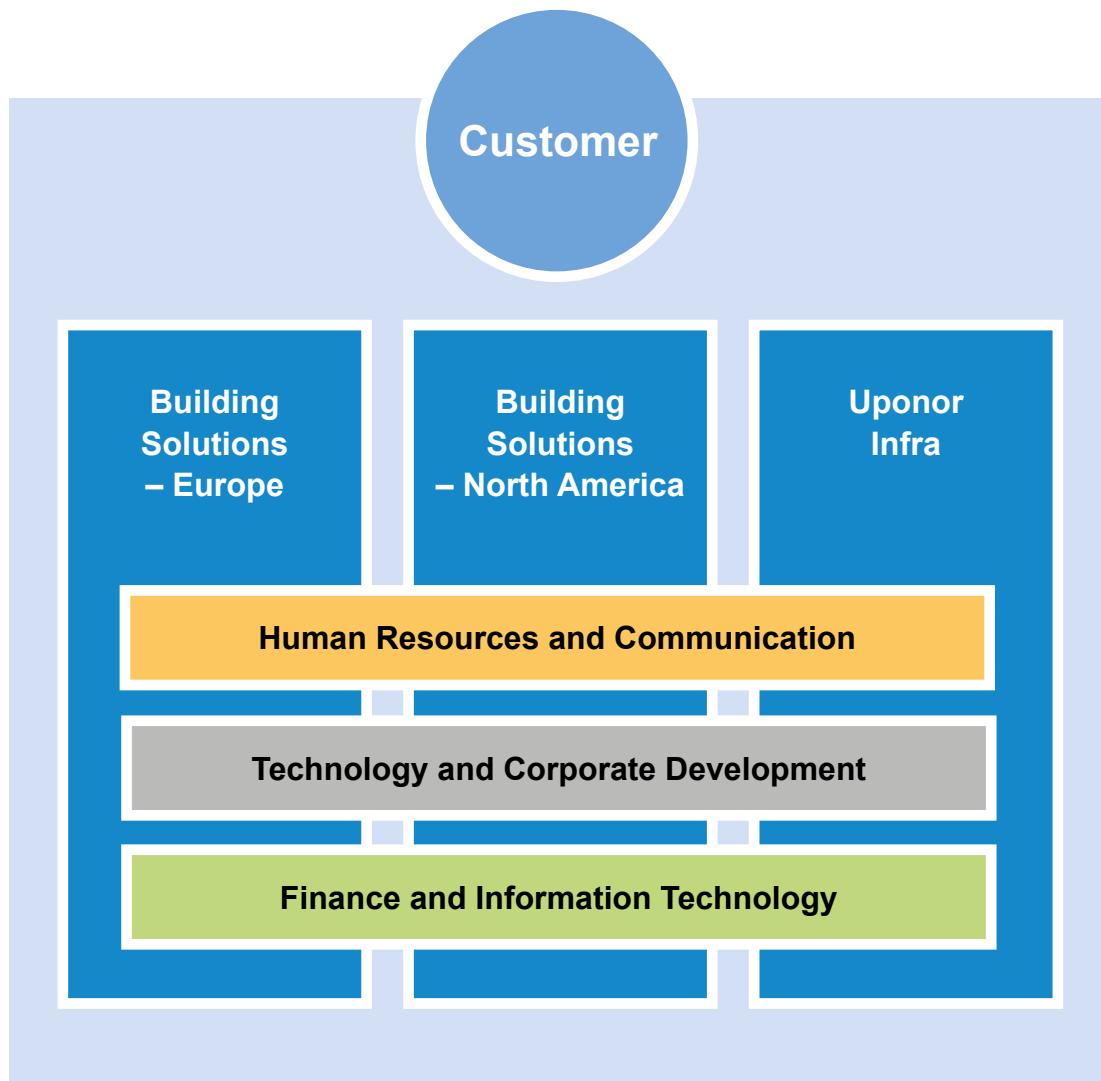 Customer
Building
Solutions
– Europe
Building
Solutions
– North America
Uponor
Infra
Human Resources and Communication
Technology and Corporate Development
Finance and Information Technology